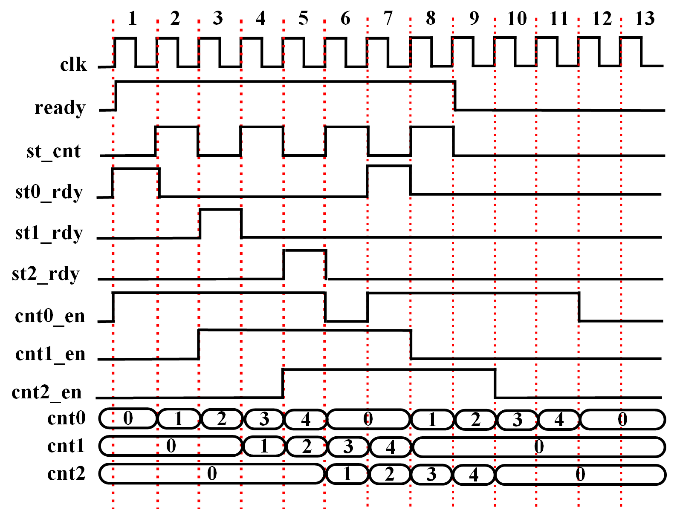 1 2 3 4 5 6 7 8 9 10 11 12 13
clk
ready
st_cnt
st0_rdy
st1_rdy
st2_rdy
cnt0_en
cnt1_en
cnt2_en
cnt0 0 1 2 3 4 0 1 2 3 4 0
cnt1 0 1 2 3 4 0
cnt2 0 1 2 3 4 0